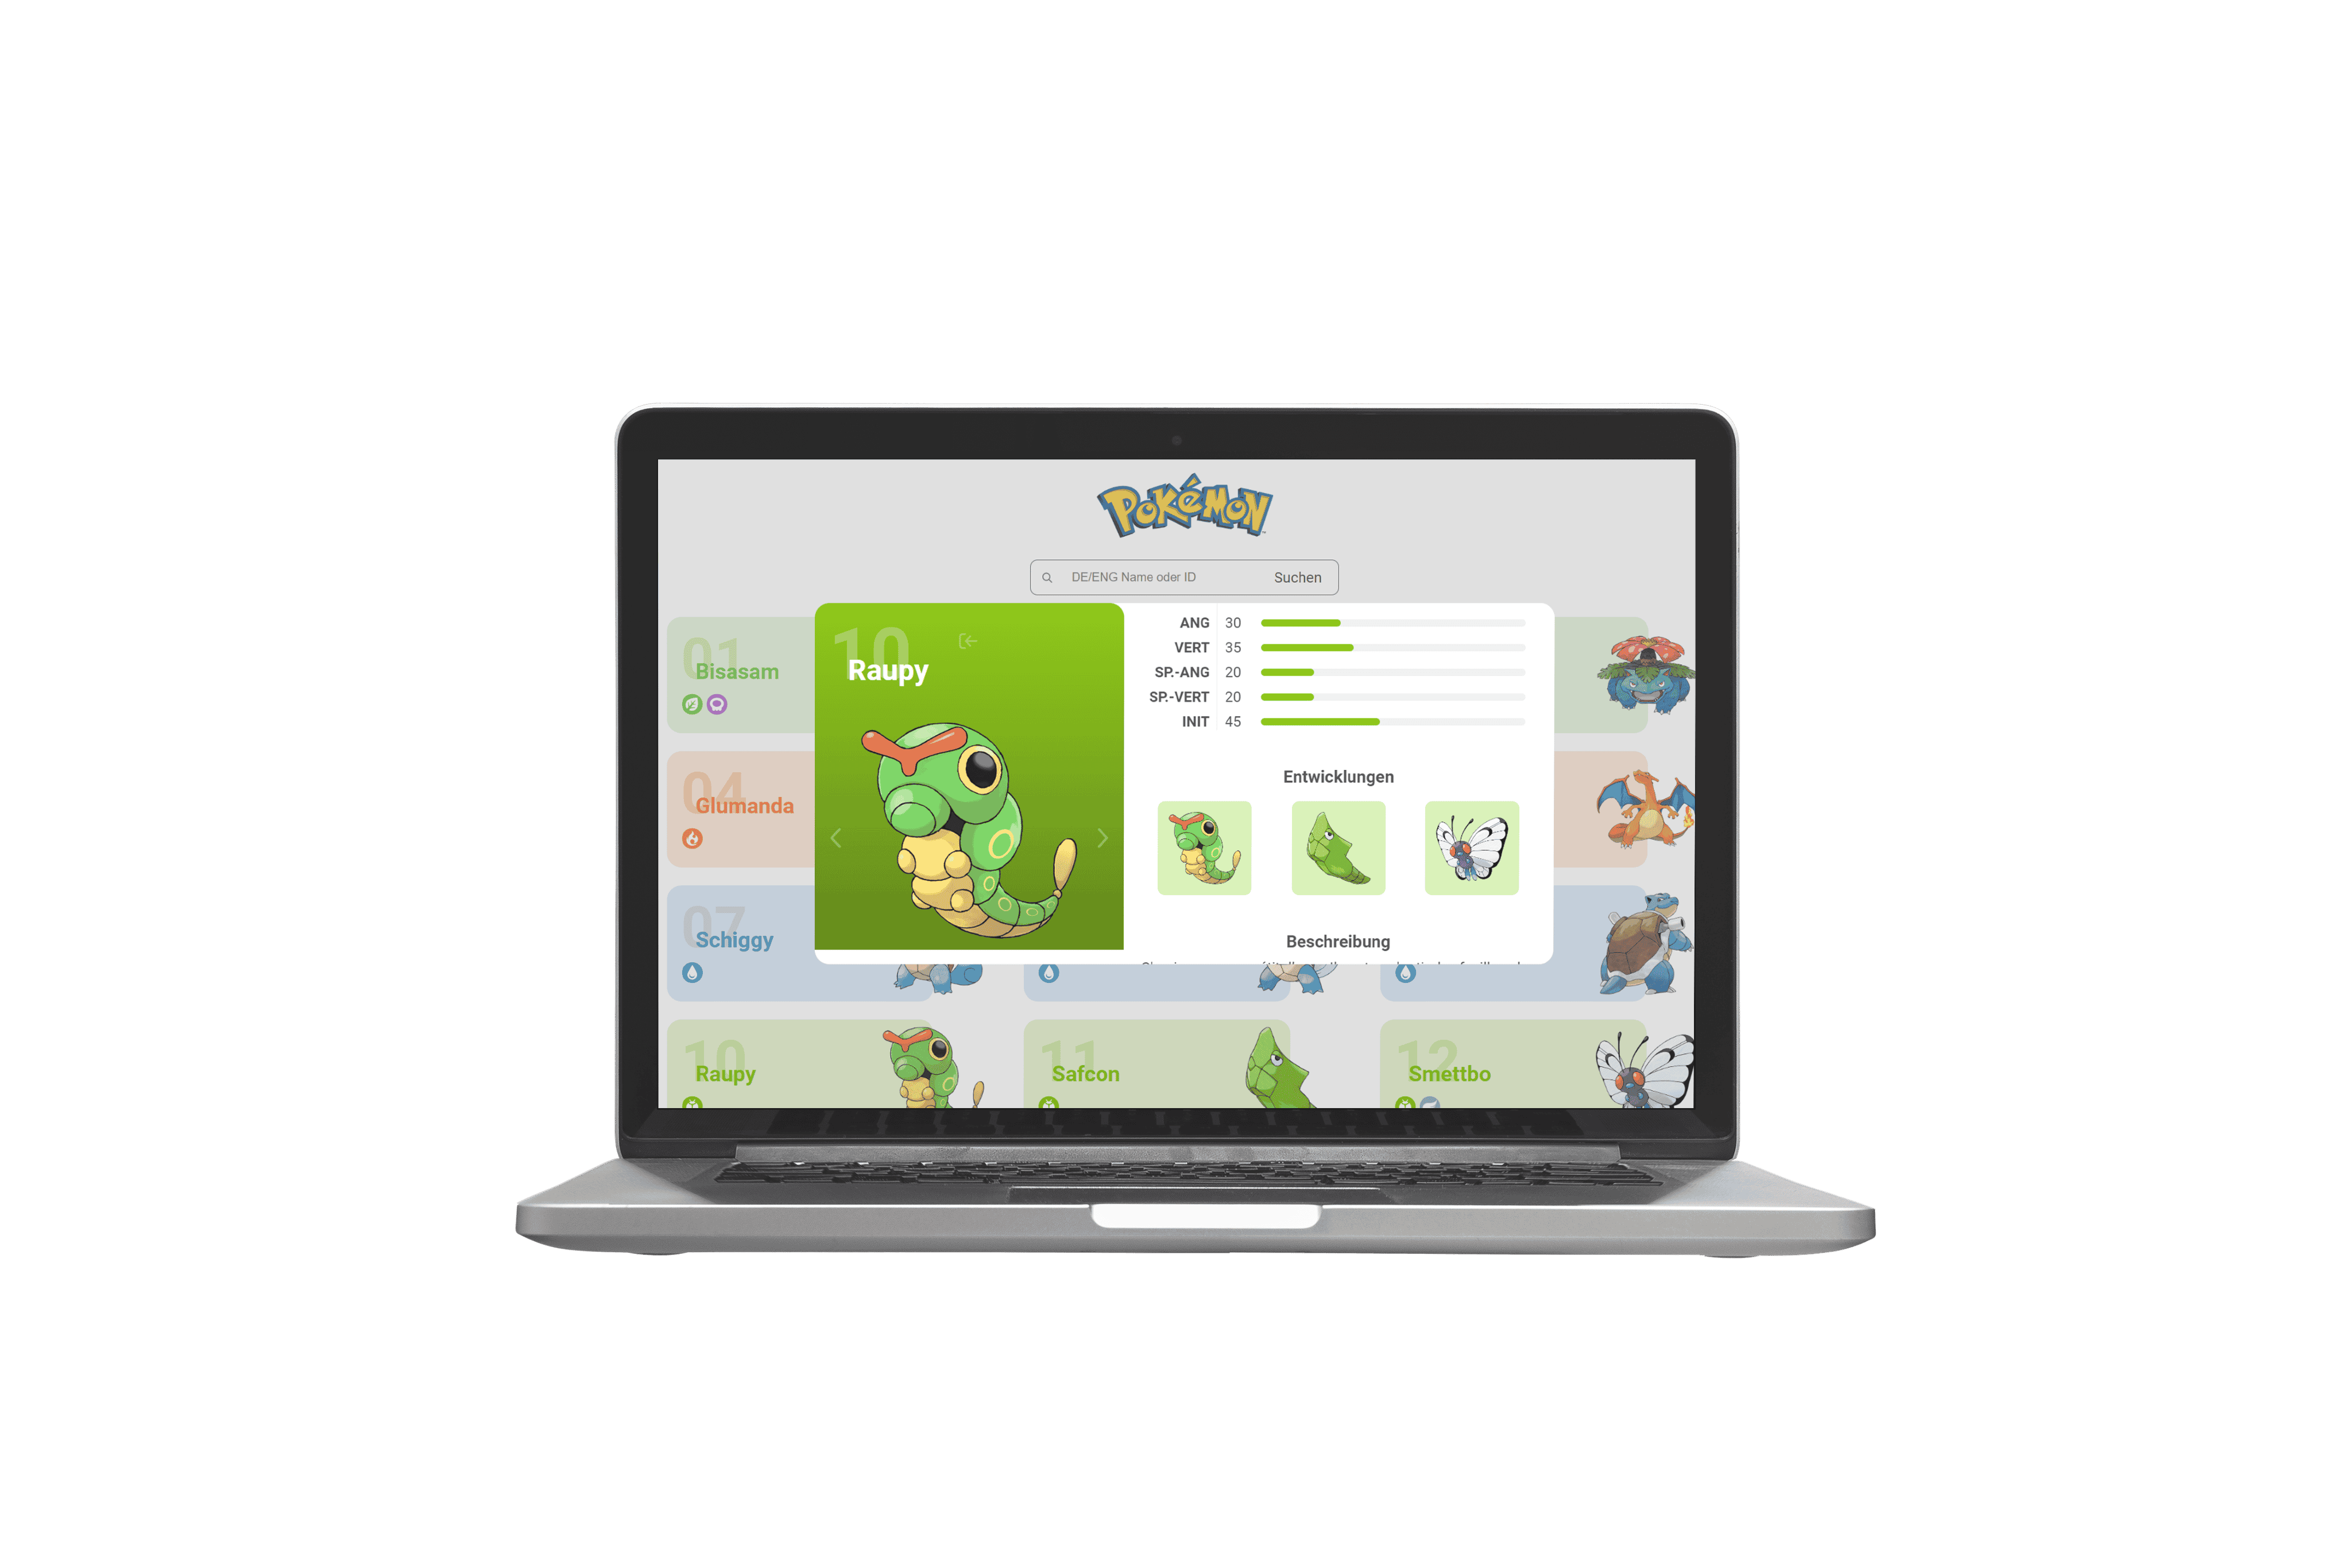 POKéMON
DE/ENG Name oder ID Suchen
01
Bisasam
04
Glumanda
07
Schiggy
10
Raupy
ANG 30
VERT 35
SP.-ANG 20
SP.-VERT 20
INIT 45
Entwicklungen
Beschreibung
10
Raupy
11
Safcon
12
Smettbo